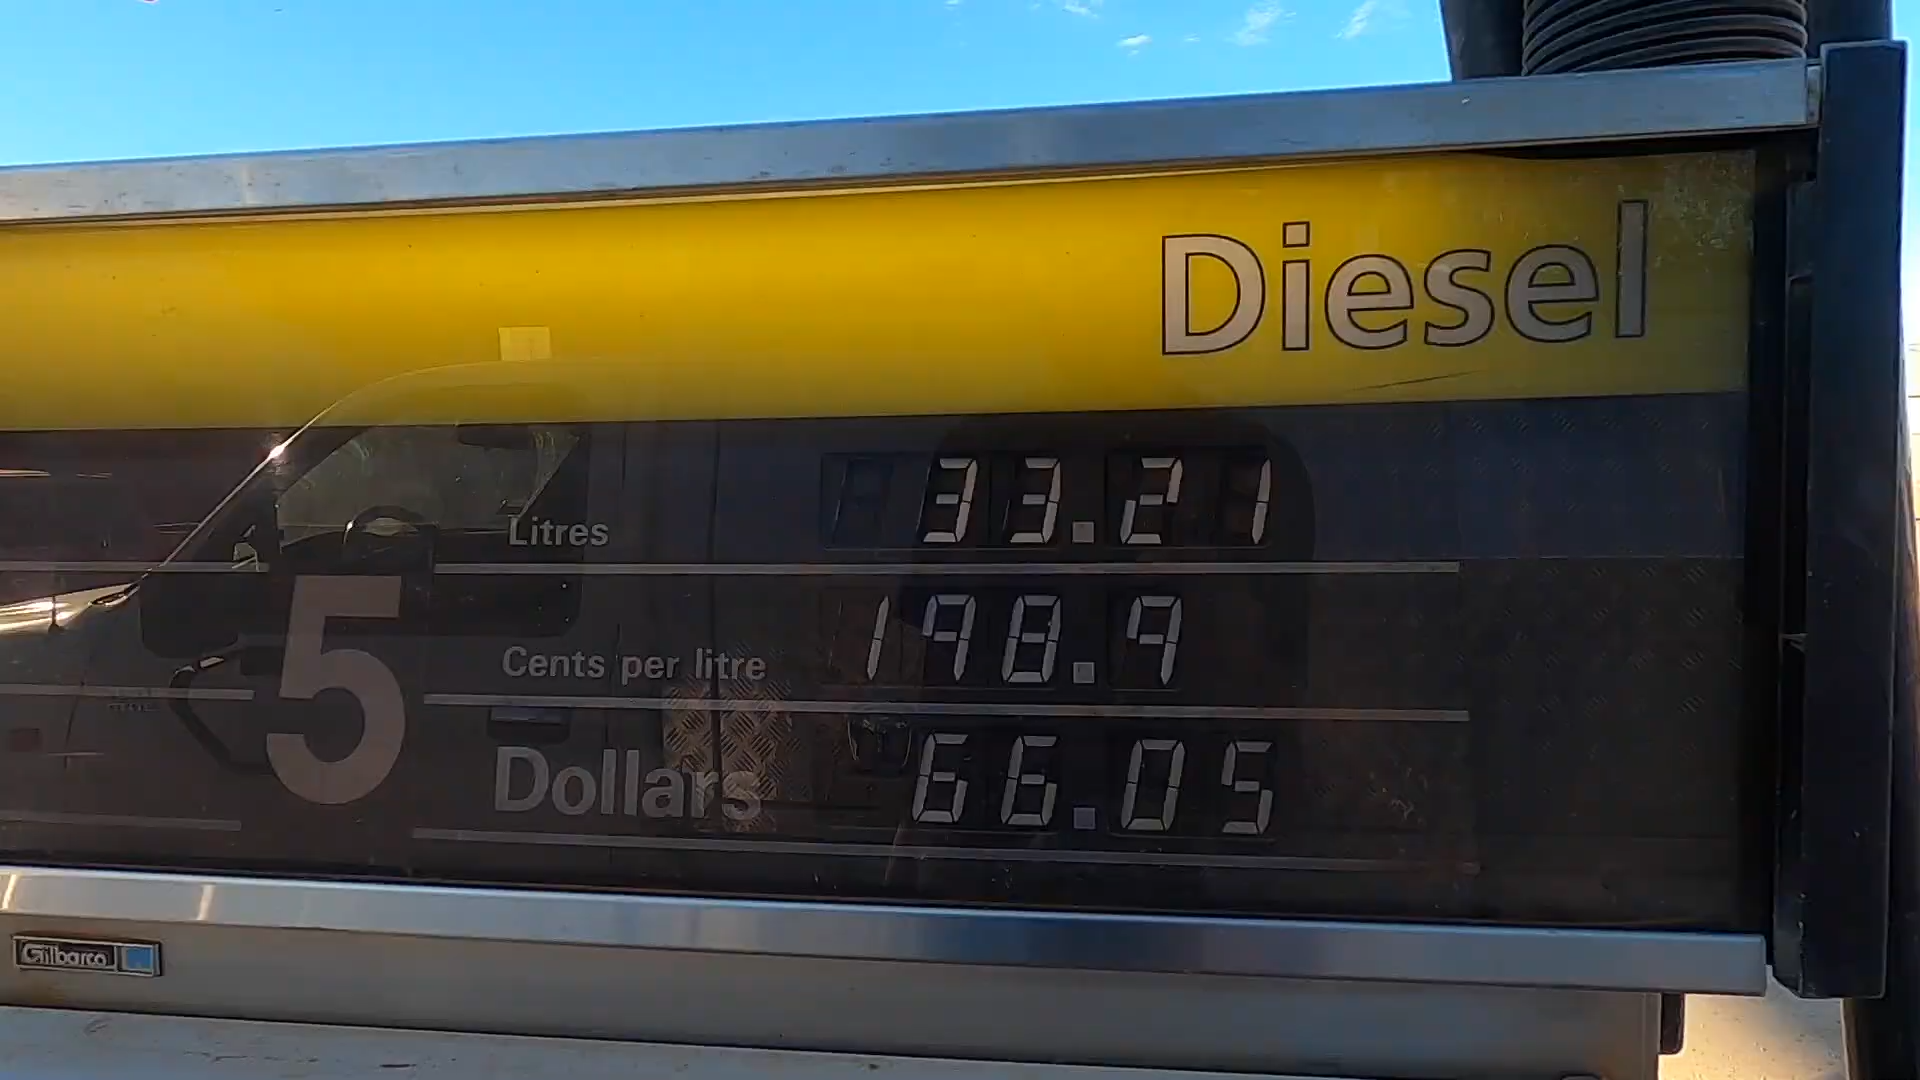 Diesel
Litres 33.21
5
Cents per litre 198.9
Dollars 66.05
Gilbarco